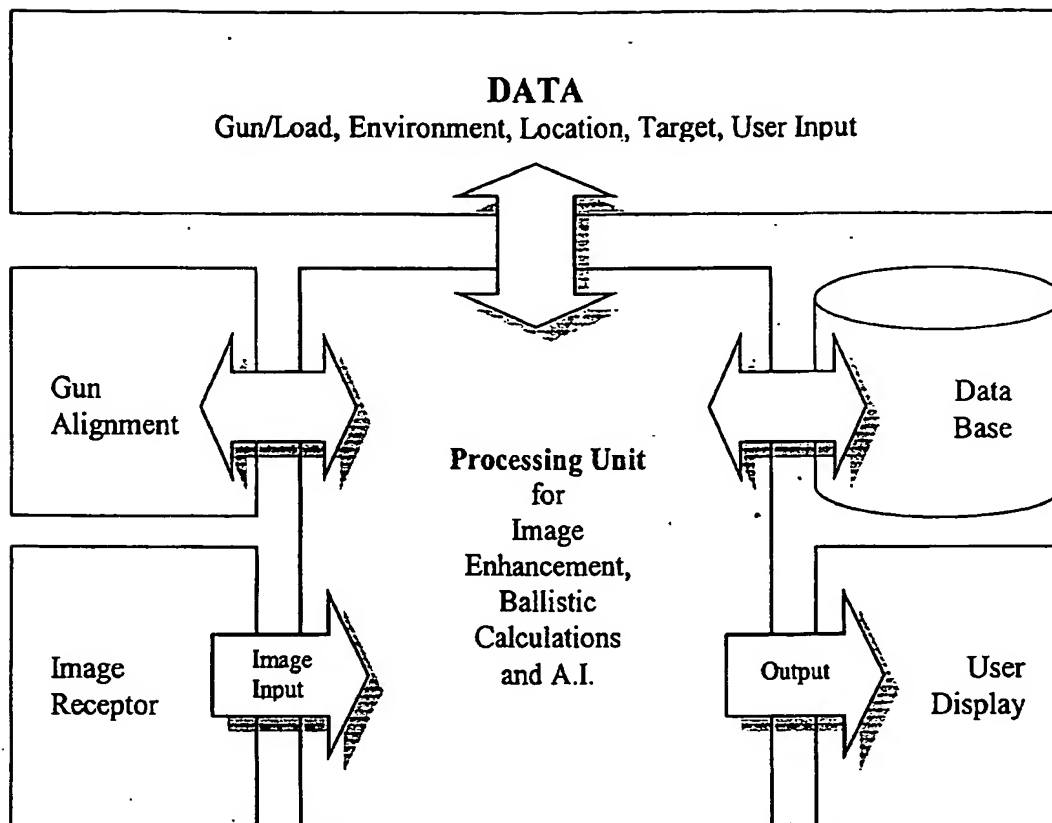 DATA
Gun/Load, Environment, Location, Target, User Input
Gun
Alignment
Processing Unit
for
Image
Enhancement,
Ballistic
Calculations
and A.I.
Data
Base
Image
Receptor
Image
Input
Output
User
Display